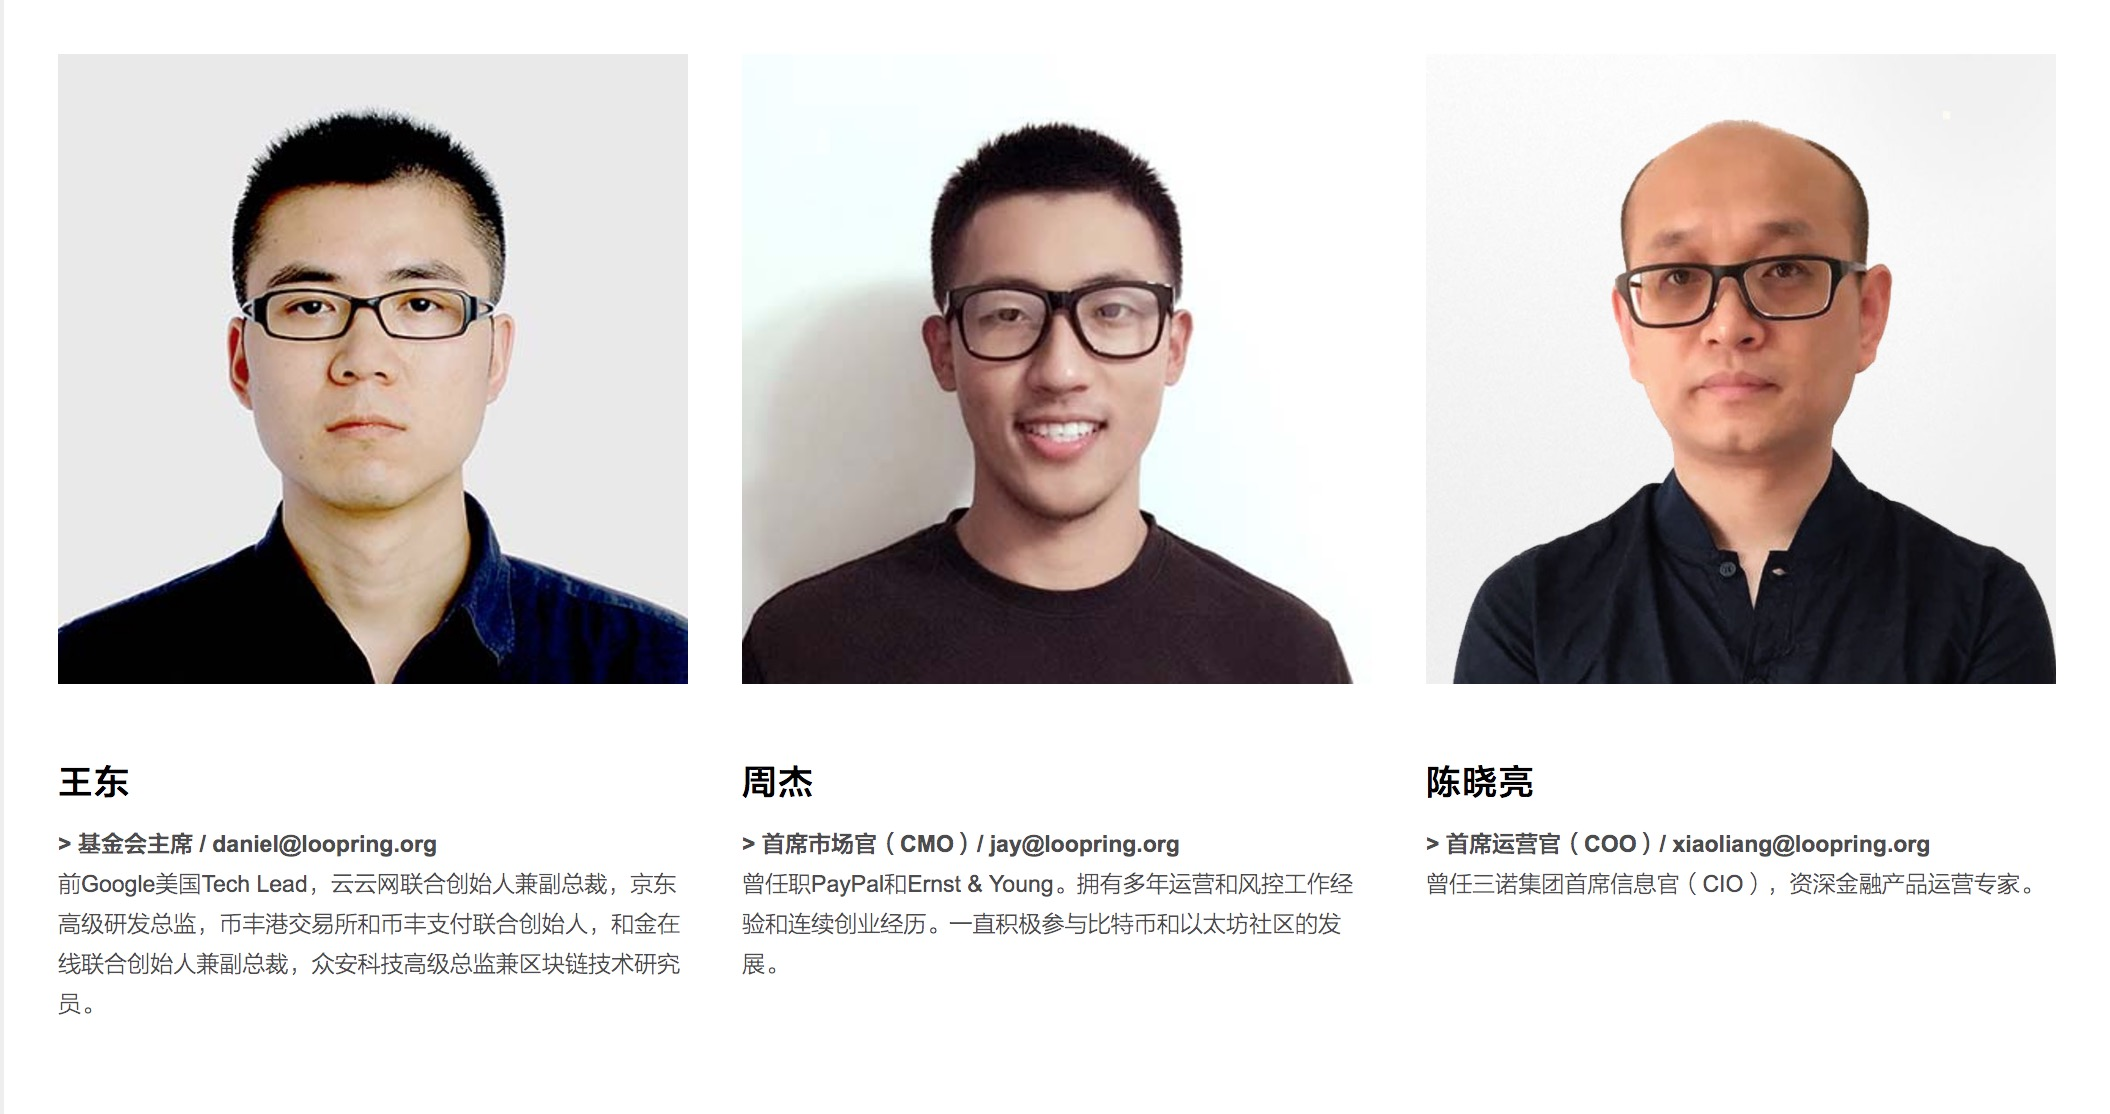 王东
> 基金会主席 / daniel@loopring.org
前Google美国Tech Lead，云云网联合创始人兼副总裁，京东
高级研发总监，币丰港交易所和币丰支付联合创始人，和金在
线联合创始人兼副总裁，众安科技高级总监兼区块链技术研究
员。
周杰
> 首席市场官（CMO）/ jay@loopring.org
曾任职PayPal和Ernst & Young。拥有多年运营和风控工作经
验和连续创业经历。一直积极参与比特币和以太坊社区的发
展。
陈晓亮
> 首席运营官（COO）/ xiaoliang@loopring.org
曾任三诺集团首席信息官（CIO），资深金融产品运营专家。